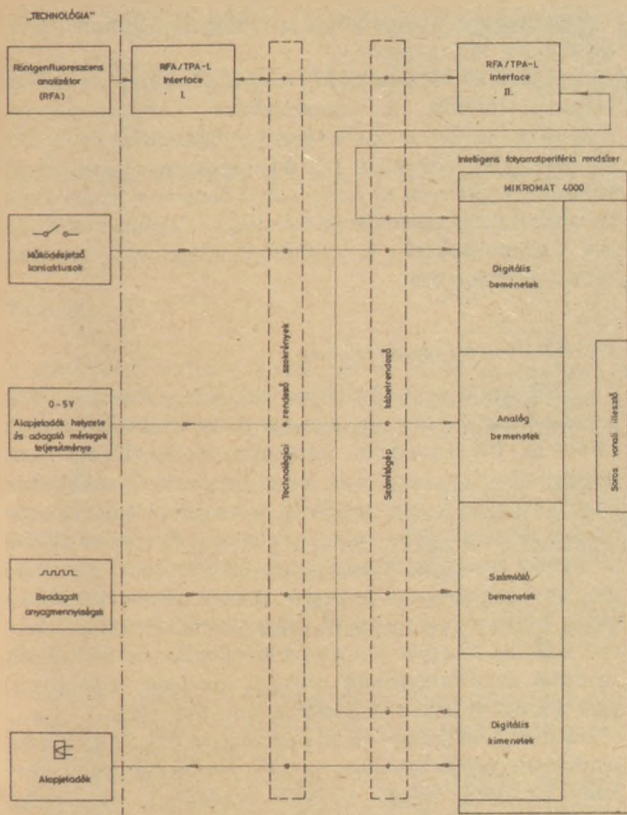 „TECHNOLÓGIA"
Röntgenfluoreszcens
analizátor
(RFA)
RFA/TPA-L
Interface
I.
RFA/TPA-L
Interface
II.
Intelligens folyamatperiféria rendszer
MIKROMAT 4000
Működésjelző
kontaktusok
Digitális
bemenetek
0-5V
Alapjeladók helyzete
és adagoló mérlegek
teljesítménye
Technológiai rendező szekrények
Számítógép kábelrendező
Analóg
bemenetek
Soros vonali illesztő
Beadagolt
anyagmennyiségek
Számláló
bemenetek
Alapjeladók
Digitális
kimenetek